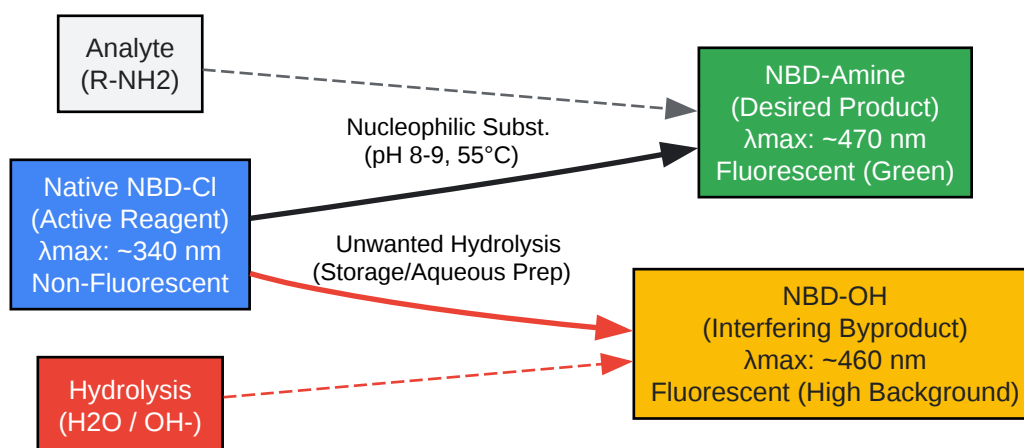 Analyte
(R-NH2)
NBD-Amine
(Desired Product)
λmax: ~470 nm
Fluorescent (Green)
Nucleophilic Subst.
(pH 8-9, 55°C)
Native NBD-Cl
(Active Reagent)
λmax: ~340 nm
Non-Fluorescent
Unwanted Hydrolysis
(Storage/Aqueous Prep)
NBD-OH
(Interfering Byproduct)
λmax: ~460 nm
Fluorescent (High Background)
Hydrolysis
(H2O / OH-)